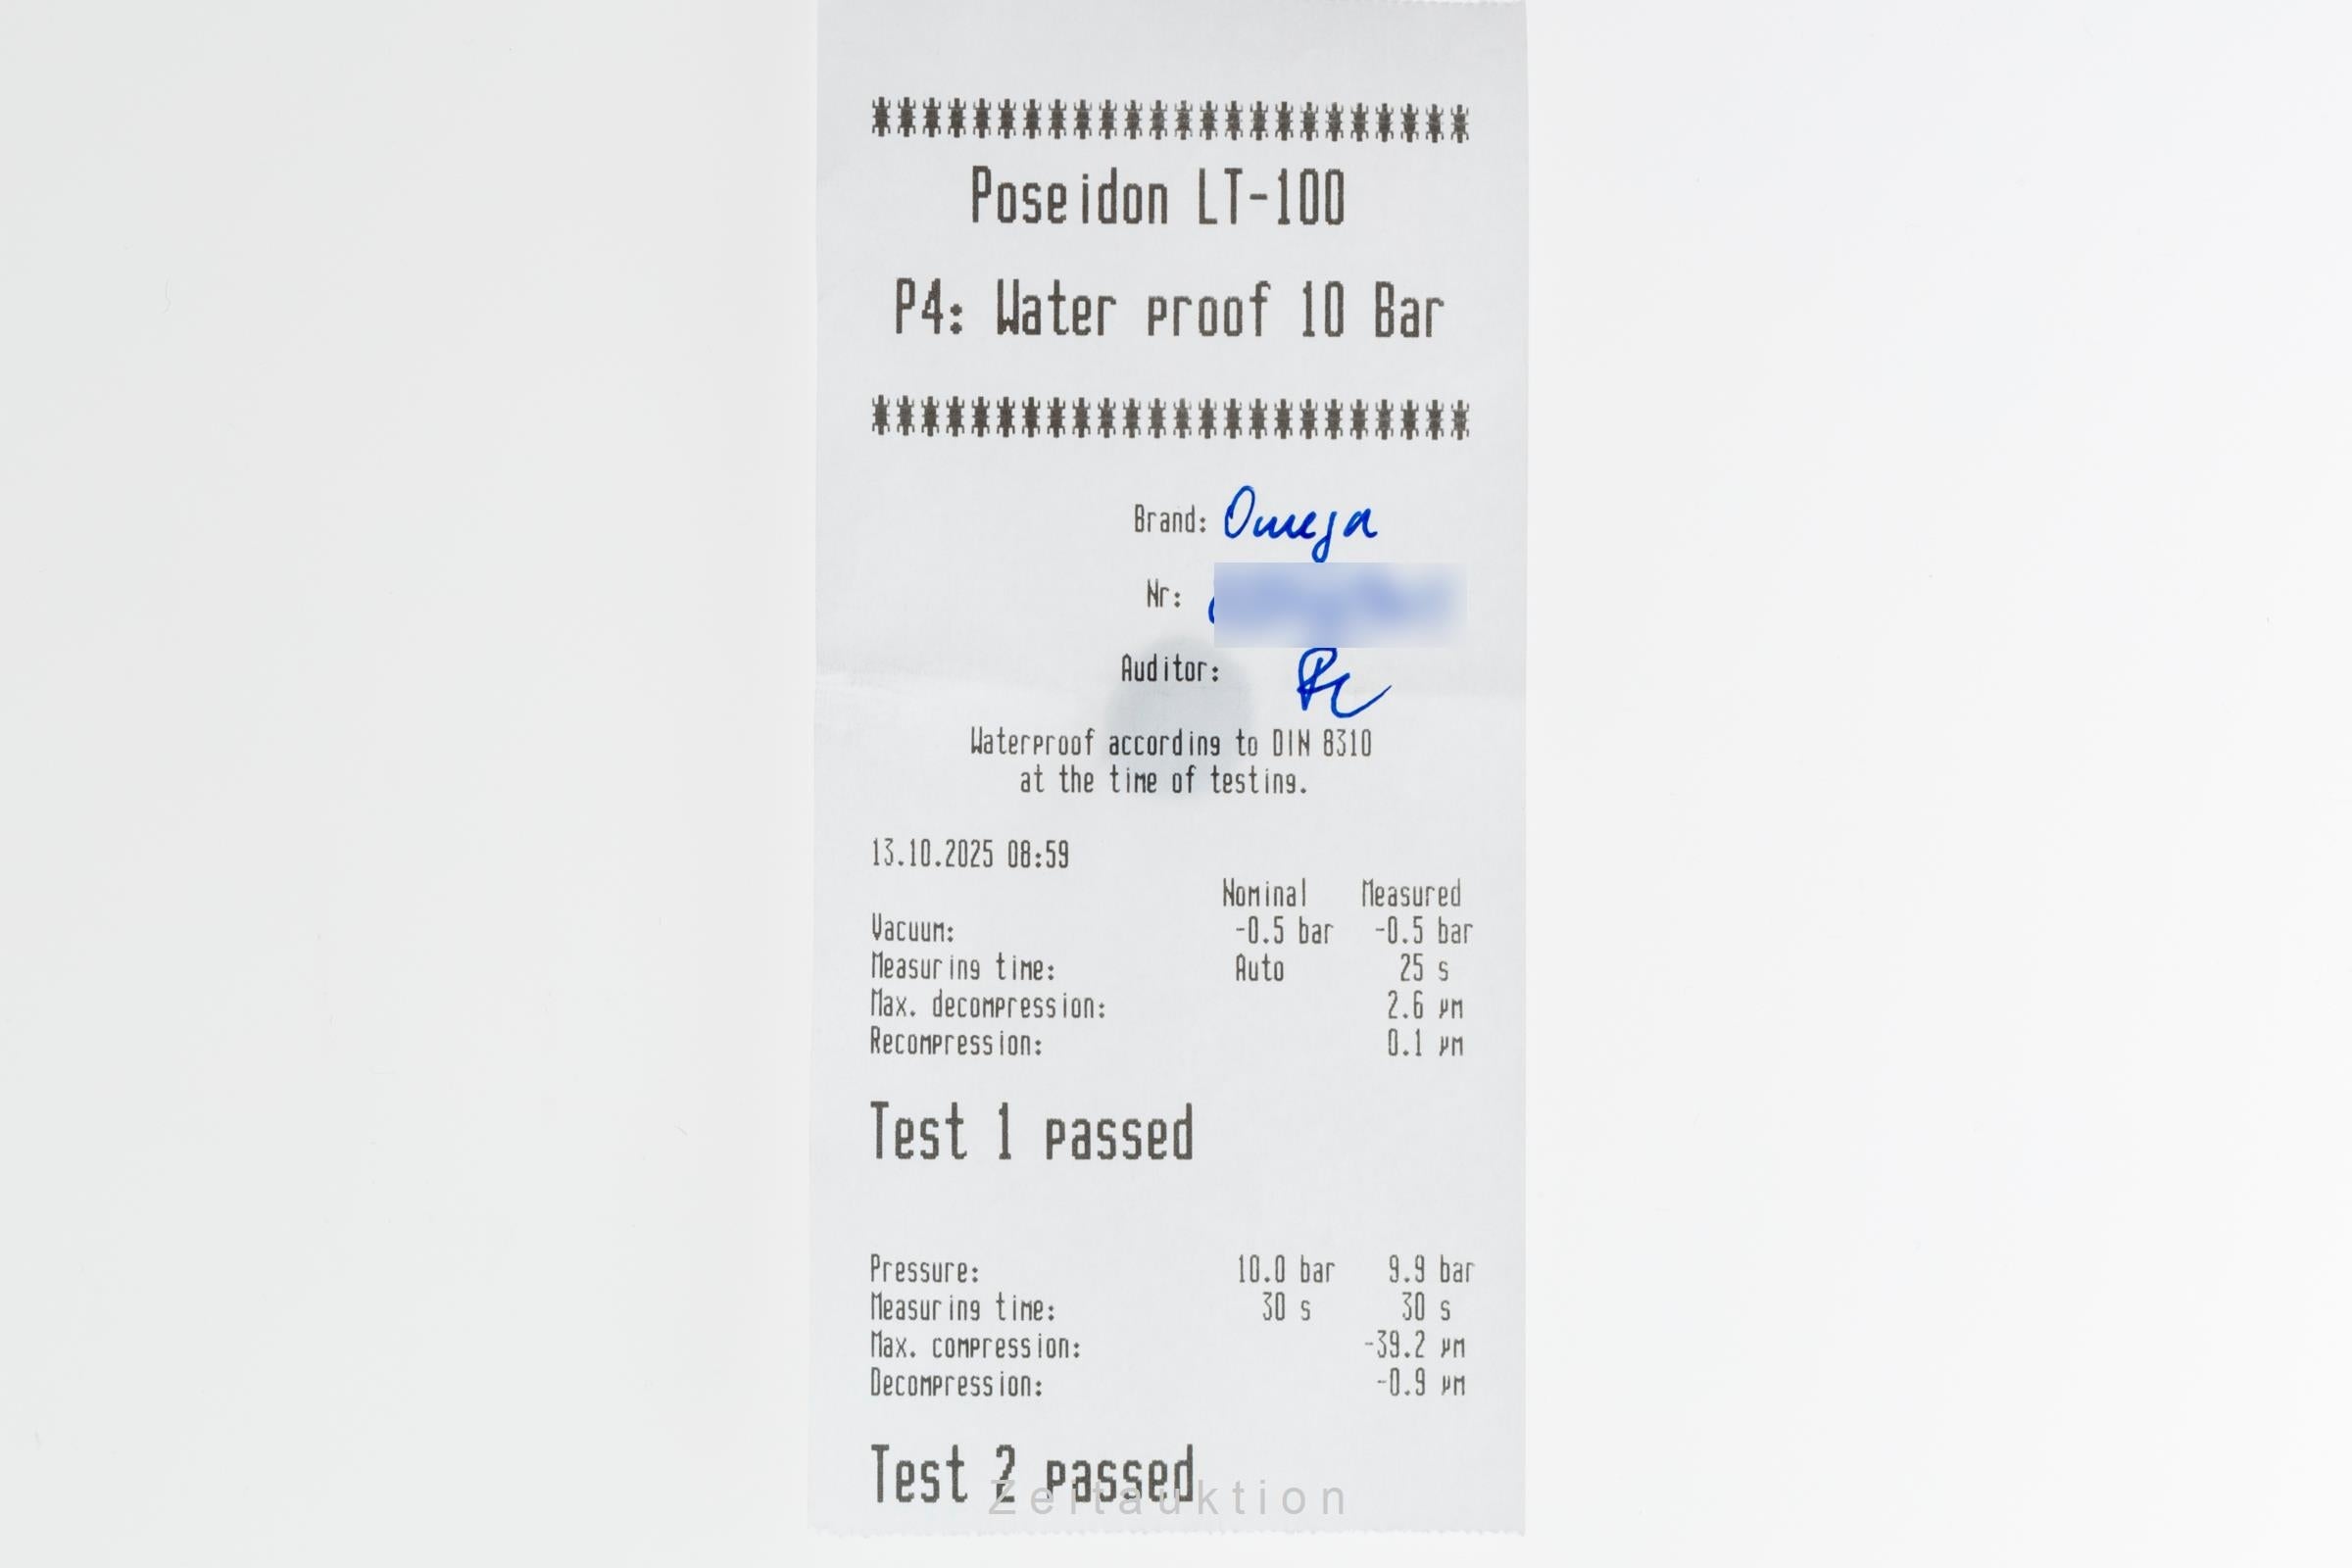 Poseidon LT-100
P4: Water proof 10 Bar
Brand: Omega
Nr:
Auditor:
Waterproof according to DIN 8310
at the time of testing.
13.10.2025 08:59
Nominal Measured
Vacuum: -0.5 bar -0.5 bar
Measuring time: Auto 25 s
Max. decompression: 2.6 µm
Recompression: 0.1 µm
Test 1 passed
Pressure: 10.0 bar 9.9 bar
Measuring time: 30 s 30 s
Max. compression: -39.2 µm
Decompression: -0.9 µm
Test 2 passed
Zeitauktion